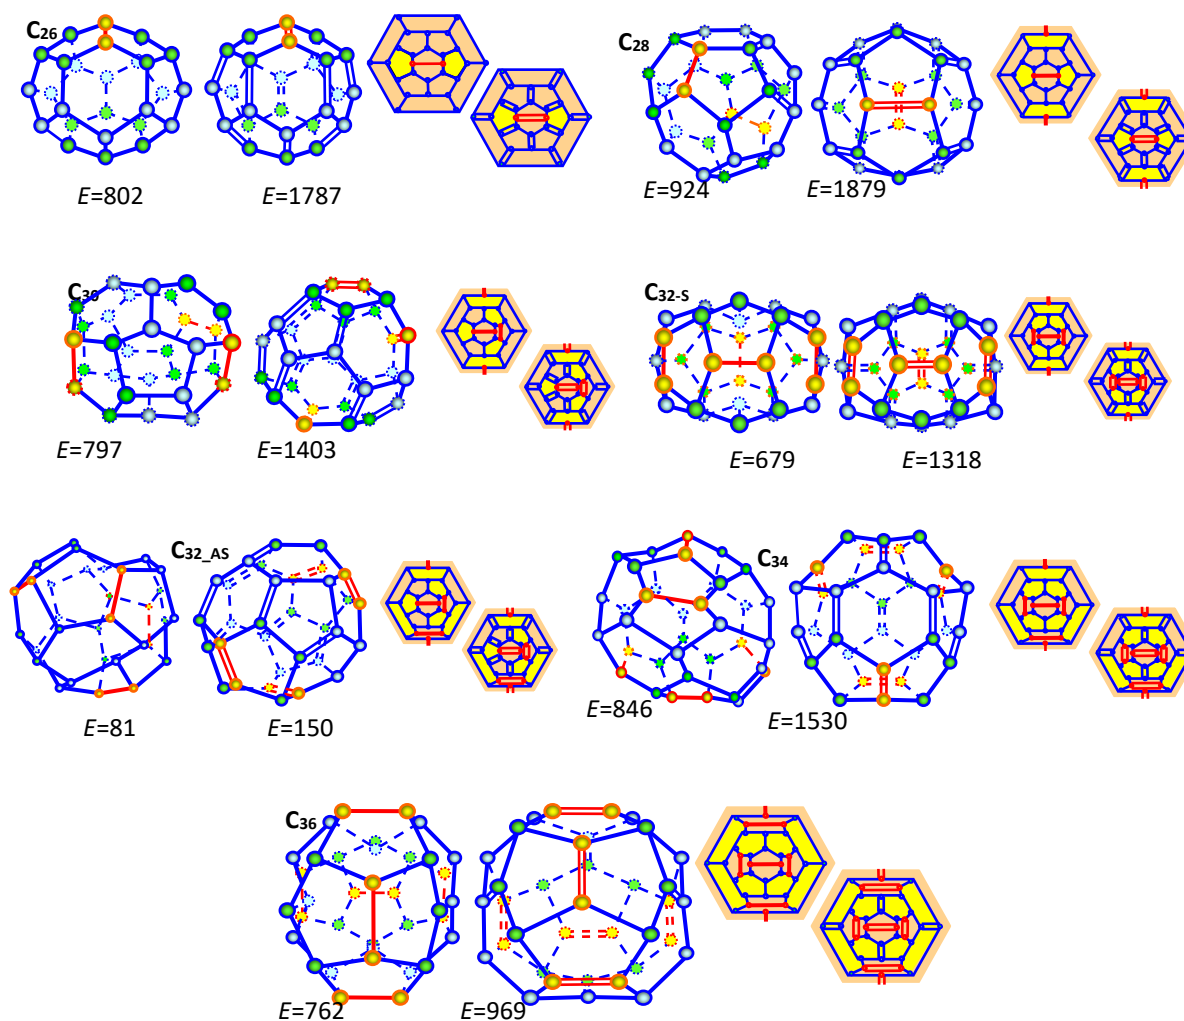 C26
E=802
E=1787
C28
E=924
E=1879
C30
E=797
E=1403
C32-S
E=679
E=1318
C32_AS
E=81
E=150
C34
E=846
E=1530
C36
E=762
E=969